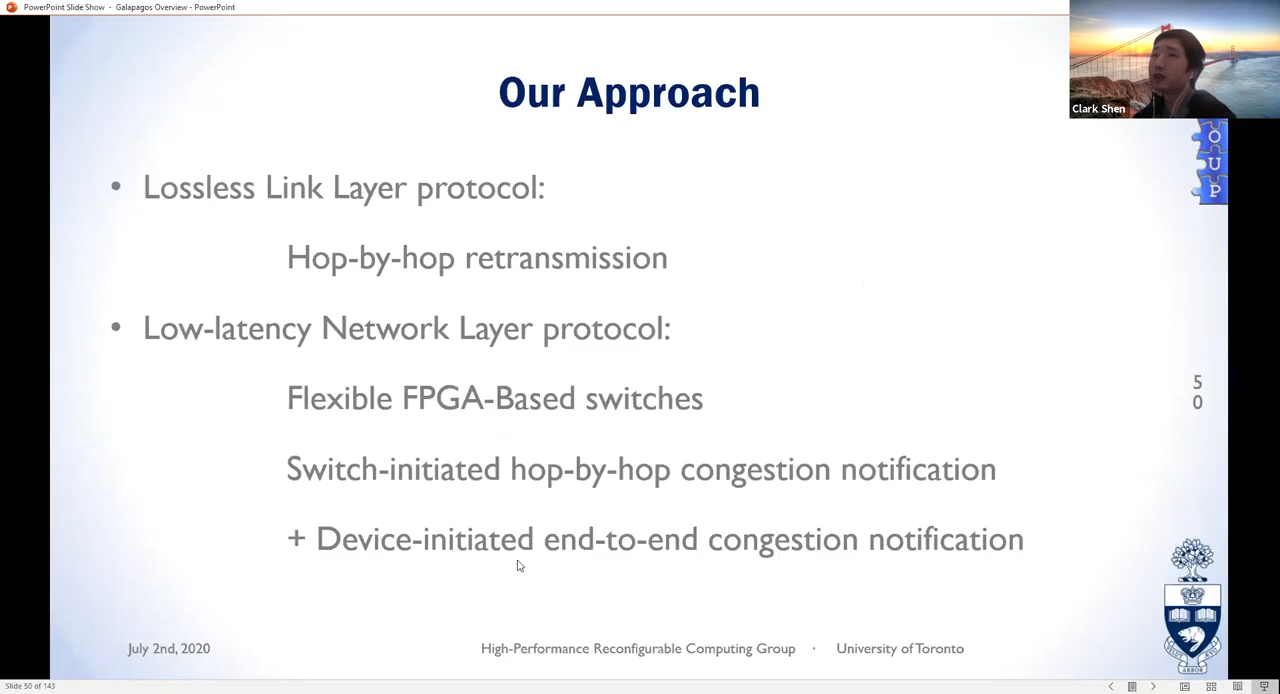 PowerPoint Slide Show - Galapagos Overview - PowerPoint
Clark Shen
Our Approach
O
U
P
• Lossless Link Layer protocol:
Hop-by-hop retransmission
• Low-latency Network Layer protocol:
Flexible FPGA-Based switches
5
0
Switch-initiated hop-by-hop congestion notification
+ Device-initiated end-to-end congestion notification
July 2nd, 2020
High-Performance Reconfigurable Computing Group · University of Toronto
Slide 50 of 143